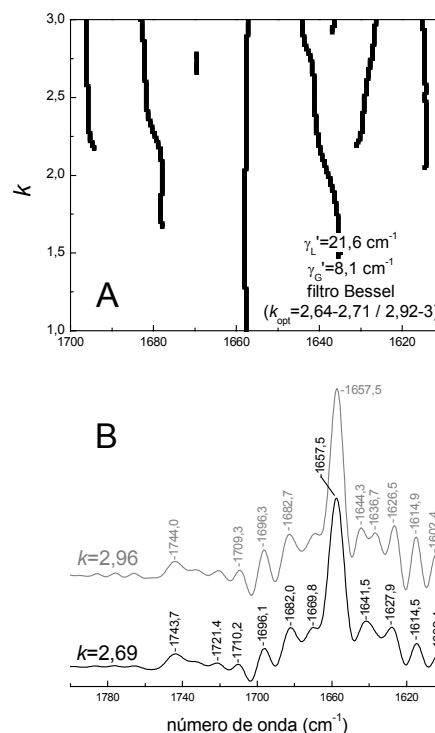 3,0
2,5
2,0
1,5
1,0
k
A
γL'=21,6 cm-1
γG'=8,1 cm-1
filtro Bessel
(kopt=2,64-2,71 / 2,92-3)
1700 1680 1660 1640 1620
B
-1657,5
-1657,5
-1744,0
-1709,3
-1696,3
-1682,7
-1644,3
-1636,7
-1626,5
-1614,9
k=2,96
-1743,7
-1721.4
-1710,2
-1696,1
-1682,0
-1669,8
-1641,5
-1627,9
-1614,5
k=2,69
1780 1740 1700 1660 1620
número de onda (cm-1)